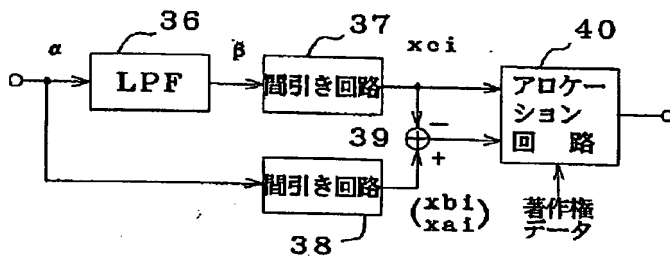 36
37
40
α
LPF
β
間引き回路
xci
アロケー
ション
回 路
−
39
+
間引き回路
38
(xbi
xai)
著作権
データ